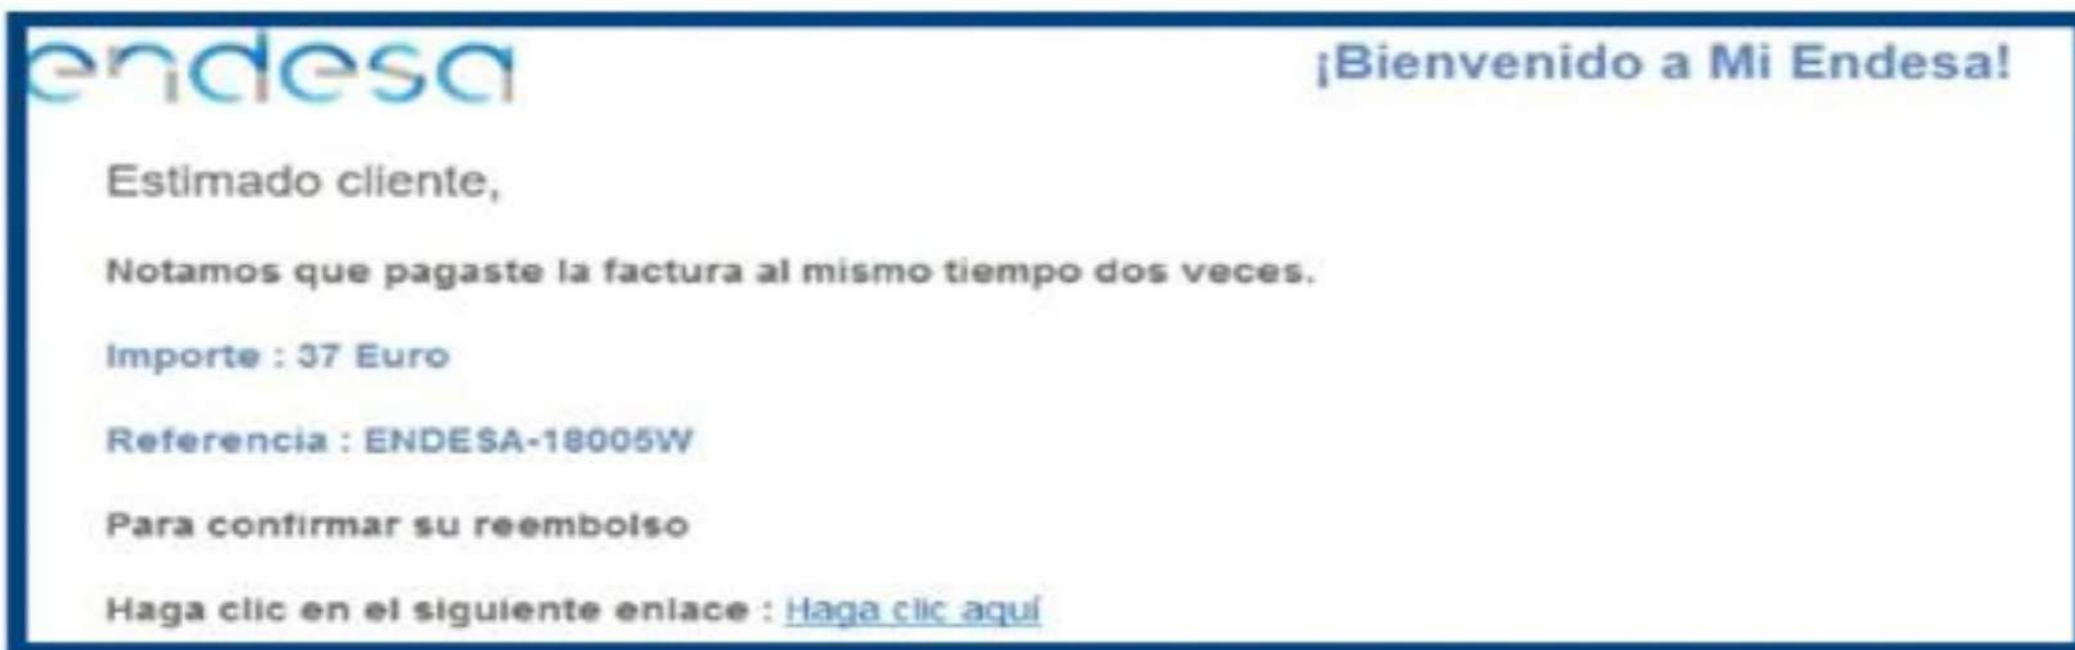 endesa
¡Bienvenido a Mi Endesa!
Estimado cliente,
Notamos que pagaste la factura al mismo tiempo dos veces.
Importe : 37 Euro
Referencia : ENDESA-18005W
Para confirmar su reembolso
Haga clic en el siguiente enlace : Haga clic aquí